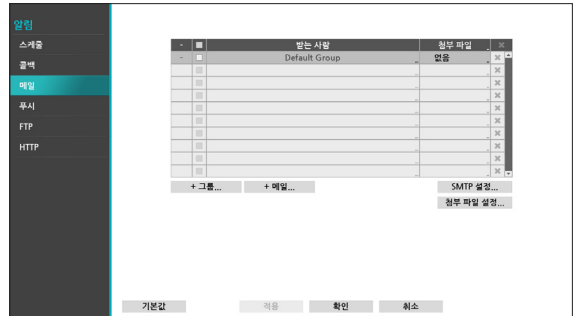 알림
스케줄
콜백
메일
푸시
FTP
HTTP
- 받는 사람 첨부 파일
- Default Group 없음
+ 그룹... + 메일... SMTP 설정...
첨부 파일 설정...
기본값 적용 확인 취소